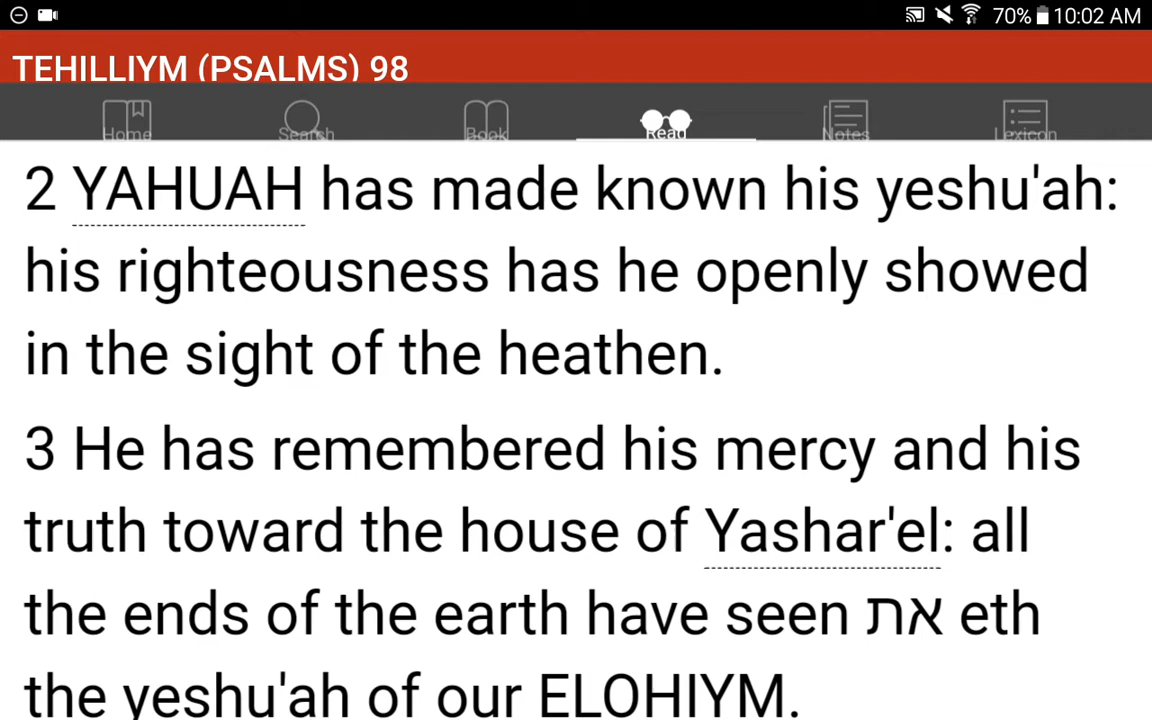 70% 10:02 AM
TEHILLIYM (PSALMS) 98
Home Search Book Read Notes Lexicon
2 YAHUAH has made known his yeshu'ah:
his righteousness has he openly showed
in the sight of the heathen.
3 He has remembered his mercy and his
truth toward the house of Yashar'el: all
the ends of the earth have seen את eth
the yeshu'ah of our ELOHIYM.